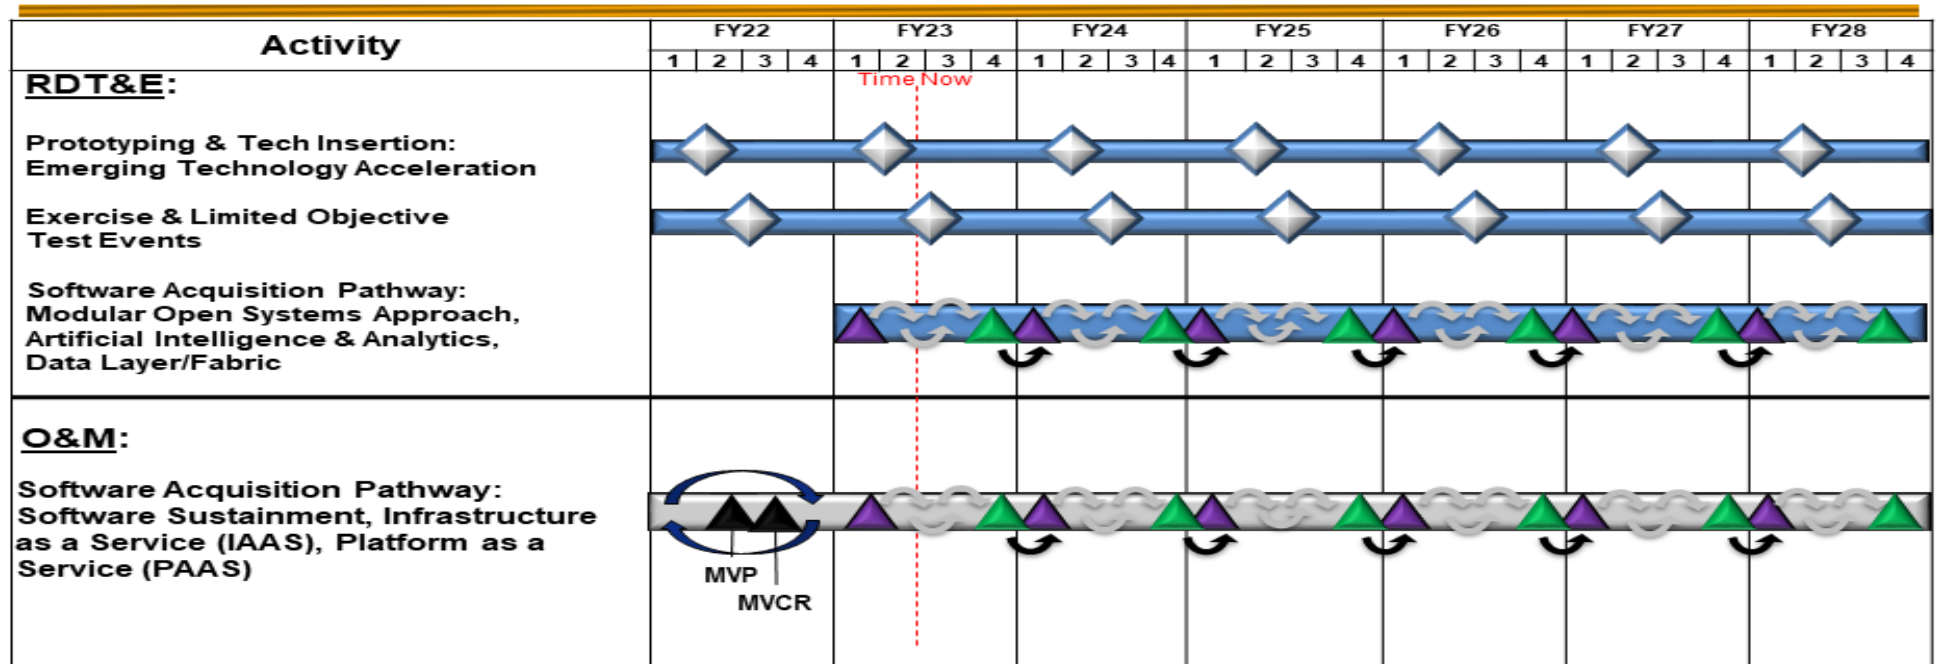 Activity
FY22 FY23 FY24 FY25 FY26 FY27 FY28
1 2 3 4 1 2 3 4 1 2 3 4 1 2 3 4 1 2 3 4 1 2 3 4 1 2 3 4
Time Now
RDT&E:
Prototyping & Tech Insertion:
Emerging Technology Acceleration
Exercise & Limited Objective
Test Events
Software Acquisition Pathway:
Modular Open Systems Approach,
Artificial Intelligence & Analytics,
Data Layer/Fabric
O&M:
Software Acquisition Pathway:
Software Sustainment, Infrastructure
as a Service (IAAS), Platform as a
Service (PAAS)
MVP
MVCR